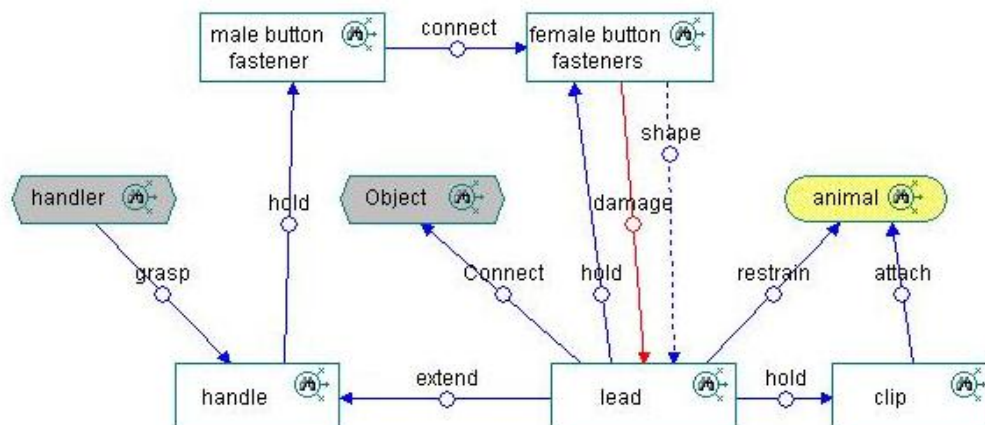 male button
fastener
connect
female button
fasteners
shape
handler
hold
Object
damage
animal
grasp
Connect
hold
restrain
attach
handle
extend
lead
hold
clip